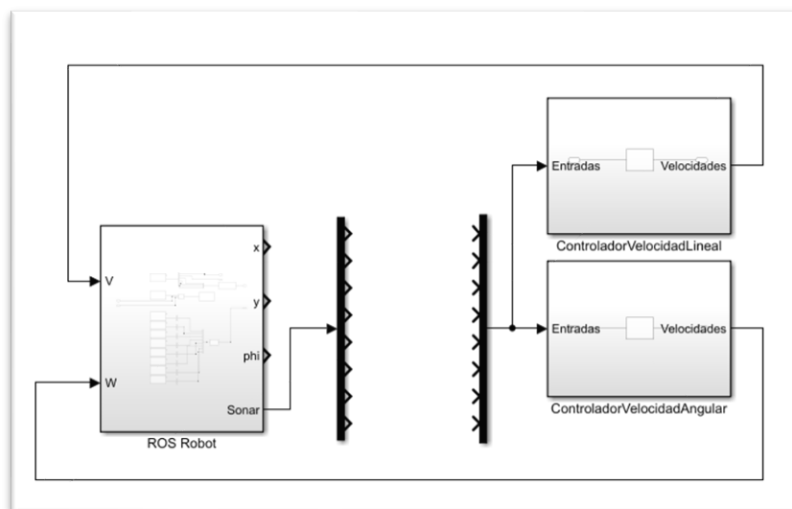 Entradas
Velocidades
ControladorVelocidadLineal
V
x
y
phi
W
Sonar
ROS Robot
Entradas
Velocidades
ControladorVelocidadAngular